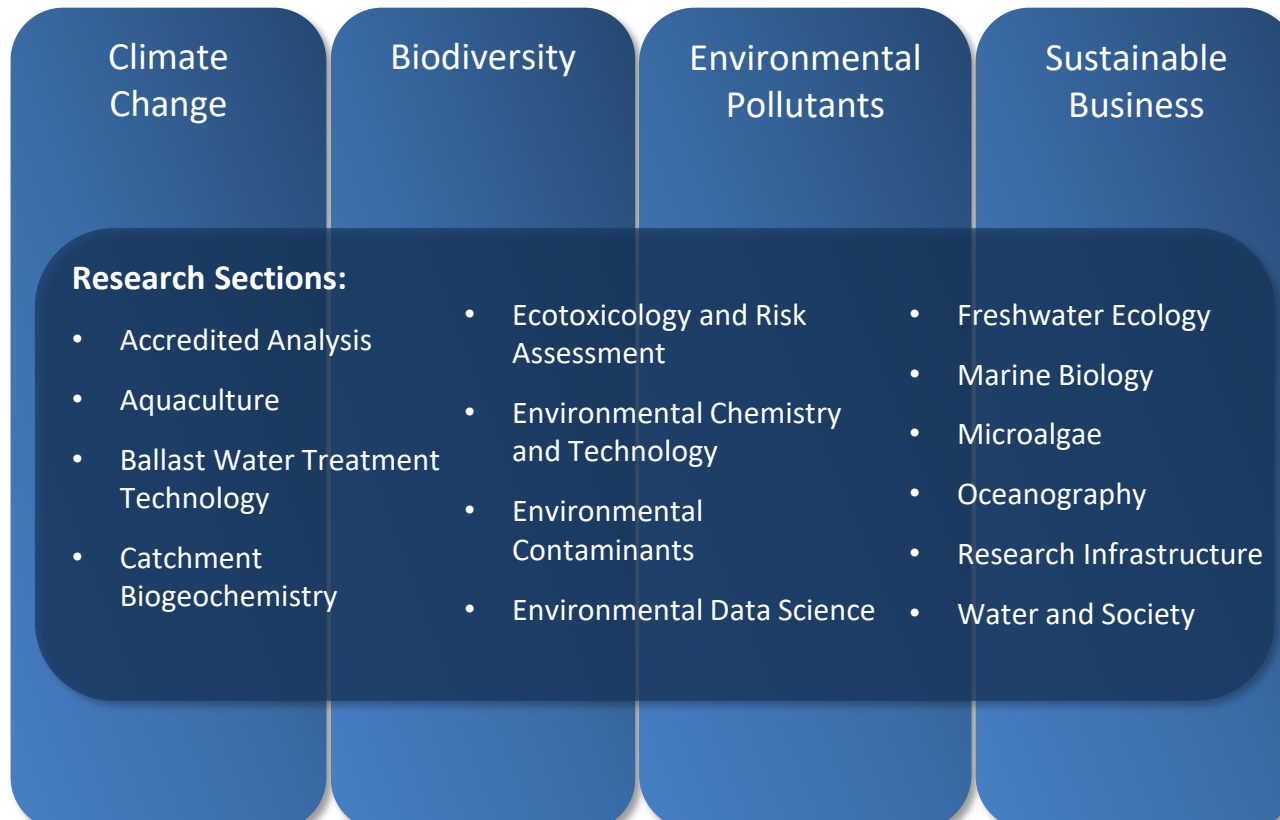 Climate
Change
Biodiversity
Environmental
Pollutants
Sustainable
Business
Research Sections:
• Accredited Analysis
• Aquaculture
• Ballast Water Treatment
Technology
• Catchment
Biogeochemistry
• Ecotoxicology and Risk
Assessment
• Environmental Chemistry
and Technology
• Environmental
Contaminants
• Environmental Data Science
• Freshwater Ecology
• Marine Biology
• Microalgae
• Oceanography
• Research Infrastructure
• Water and Society